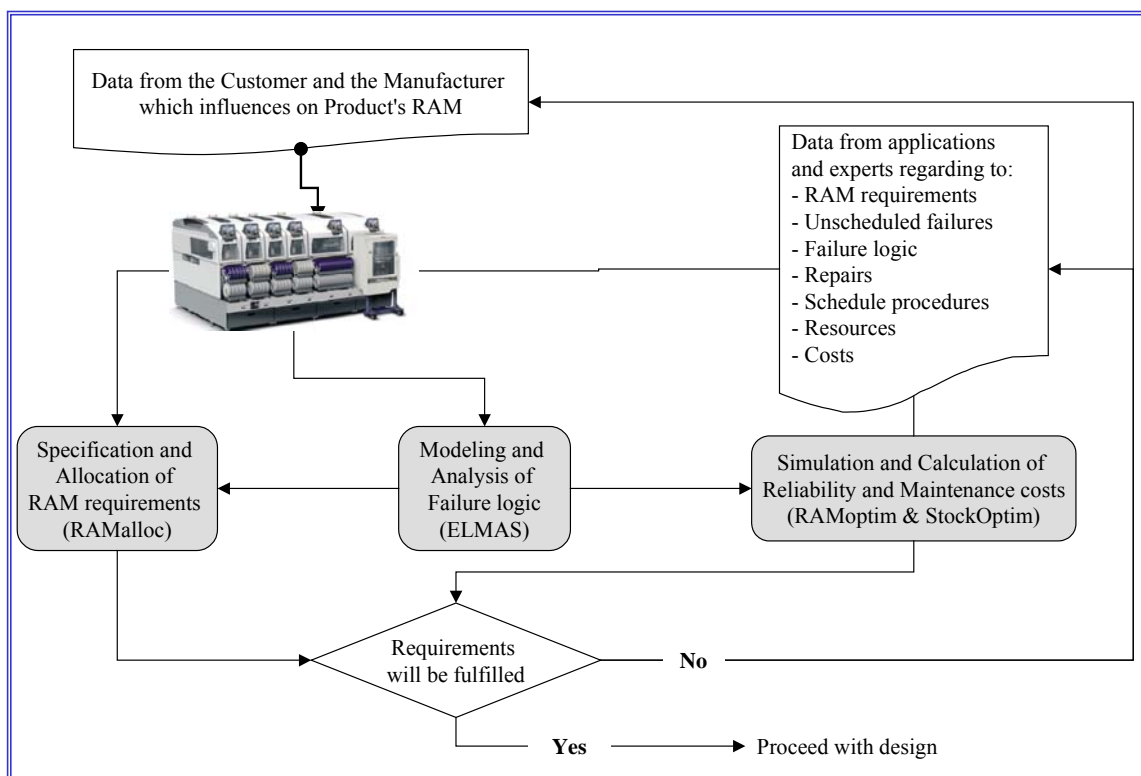 Data from the Customer and the Manufacturer
which influences on Product's RAM
Data from applications
and experts regarding to:
- RAM requirements
- Unscheduled failures
- Failure logic
- Repairs
- Schedule procedures
- Resources
- Costs
Specification and
Allocation of
RAM requirements
(RAMalloc)
Modeling and
Analysis of
Failure logic
(ELMAS)
Simulation and Calculation of
Reliability and Maintenance costs
(RAMoptim & StockOptim)
Requirements
will be fulfilled
No
Yes
Proceed with design